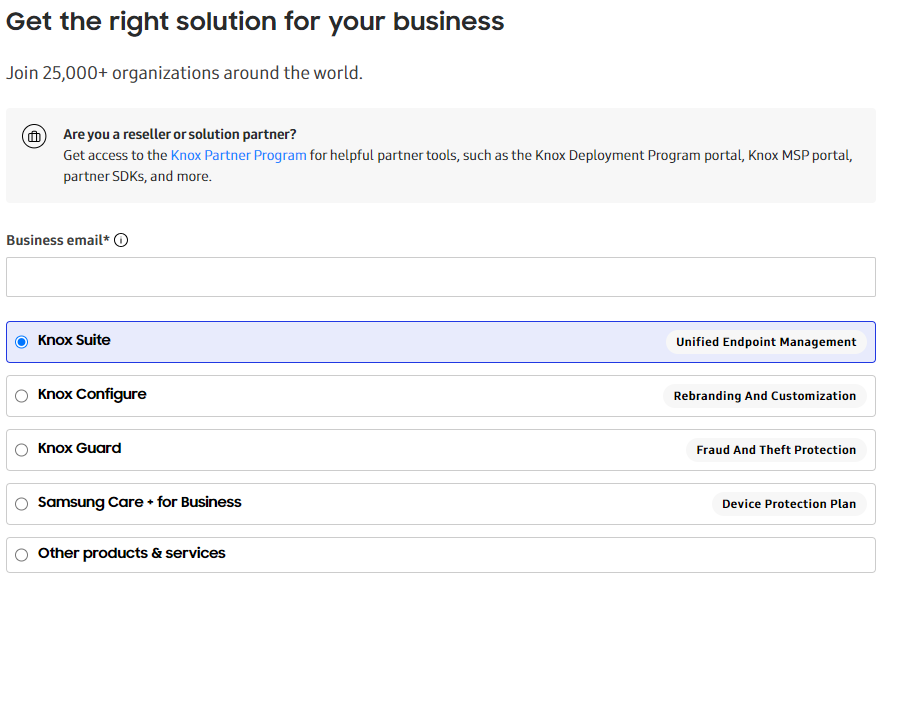 Get the right solution for your business
Join 25,000+ organizations around the world.
Are you a reseller or solution partner?
Get access to the Knox Partner Program for helpful partner tools, such as the Knox Deployment Program portal, Knox MSP portal,
partner SDKs, and more.
Business email*
Knox Suite Unified Endpoint Management
Knox Configure Rebranding And Customization
Knox Guard Fraud And Theft Protection
Samsung Care + for Business Device Protection Plan
Other products & services